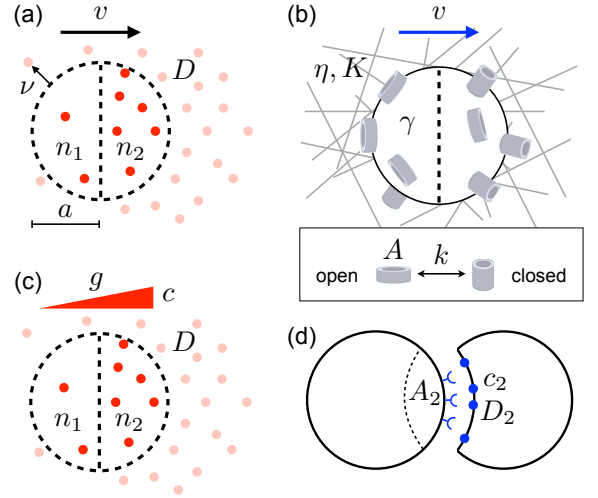 (a)
v
D
ν
n₁ n₂
a
(b)
v
η, K
γ
A
k
open
closed
(c)
g
c
D
n₁ n₂
(d)
A₂
c₂
D₂